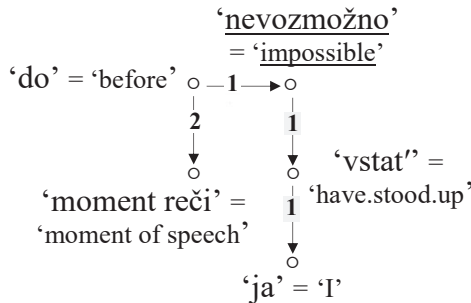 ‘nevozmožno’
= ‘impossible’
‘do’ = ‘before’
1
2
1
‘vstat′’ =
‘have.stood.up’
‘moment reči’ =
‘moment of speech’
1
‘ja’ = ‘I’